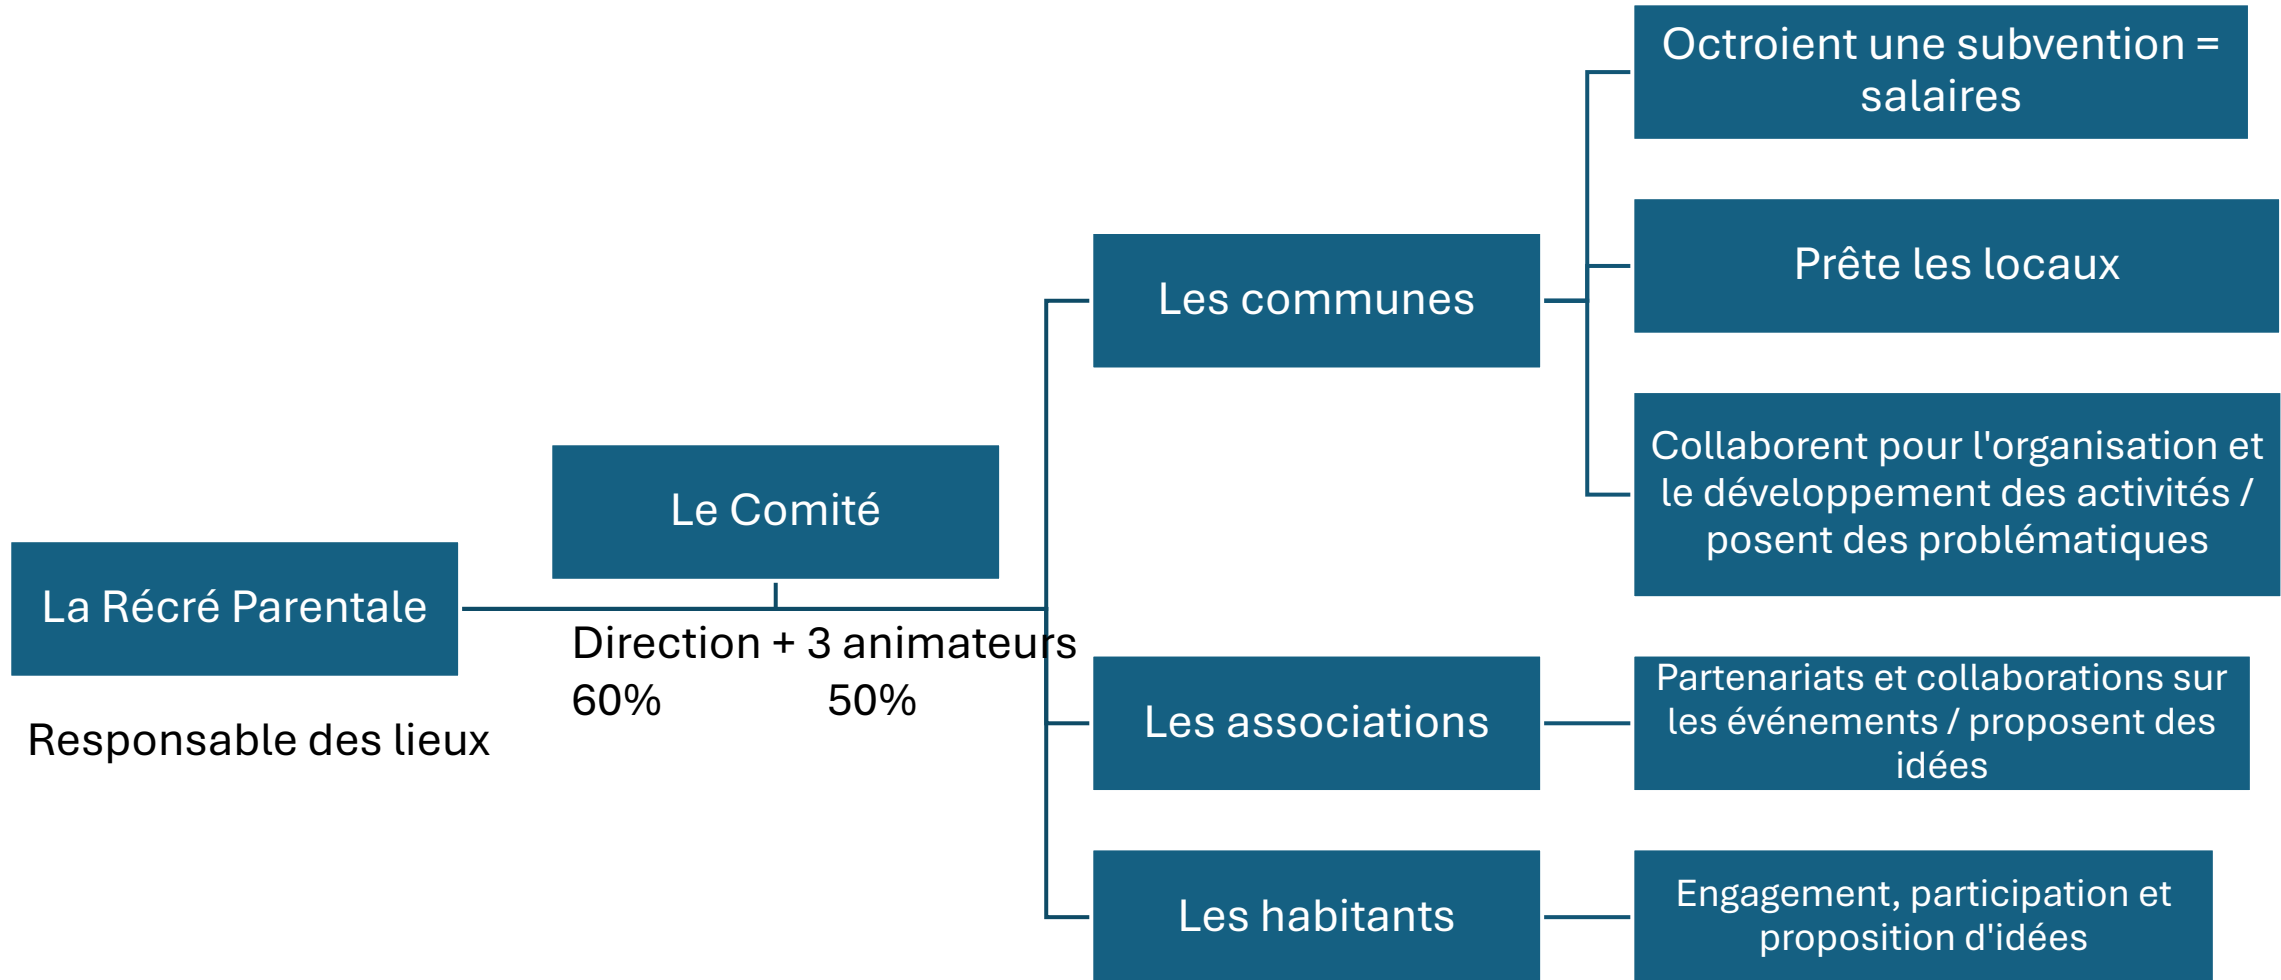 La Récré Parentale
Responsable des lieux
Le Comité
Direction + 3 animateurs
60% 50%
Les communes
Octroient une subvention =
salaires
Prête les locaux
Collaborent pour l'organisation et
le développement des activités /
posent des problématiques
Les associations
Partenariats et collaborations sur
les événements / proposent des
idées
Les habitants
Engagement, participation et
proposition d'idées